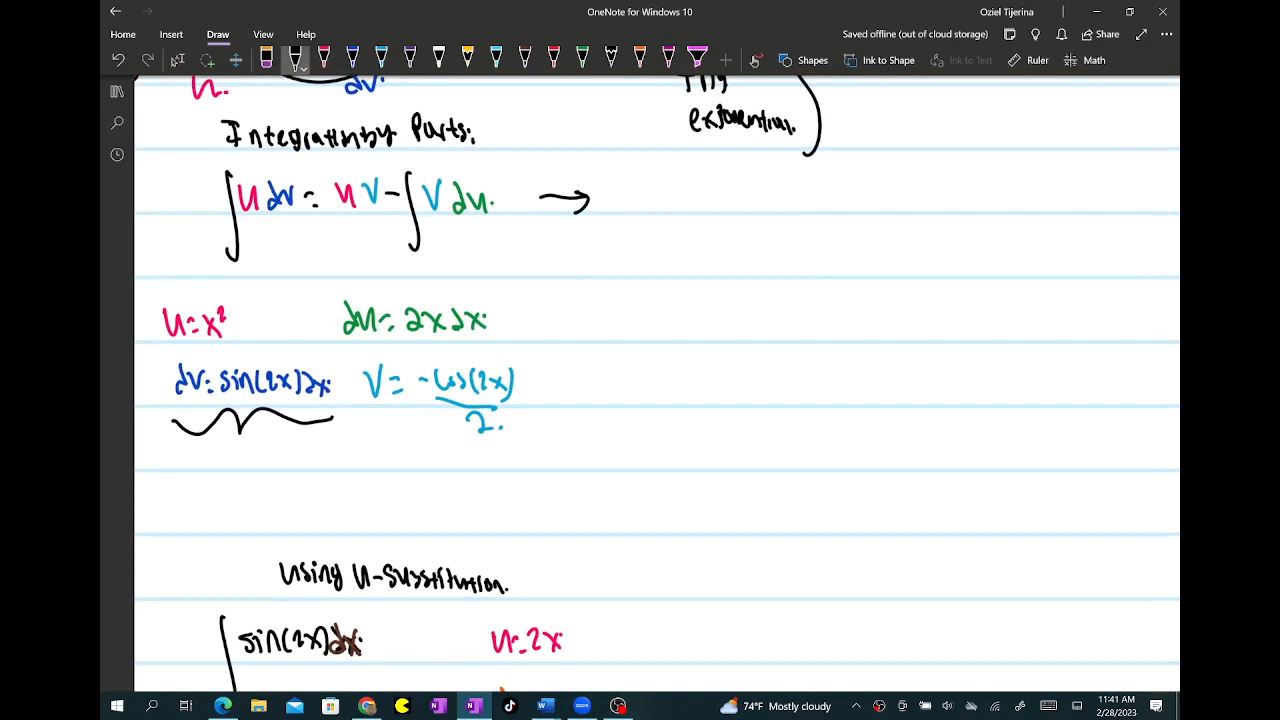 OneNote for Windows 10
Oziel Tijerina
Home Insert Draw View Help
Saved offline (out of cloud storage)
Share
Shapes
Ink to Shape
Ink to Text
Ruler
Math
u. dv.
exponential.
Integration by Parts:
∫ u dv = u v - ∫ v du. →
u = x² du = 2x dx.
dv = sin(2x) dx. v = -cos(2x)/2.
Using u-substitution.
∫ sin(2x) dx. u = 2x.
74°F Mostly cloudy
11:41 AM
2/28/2023